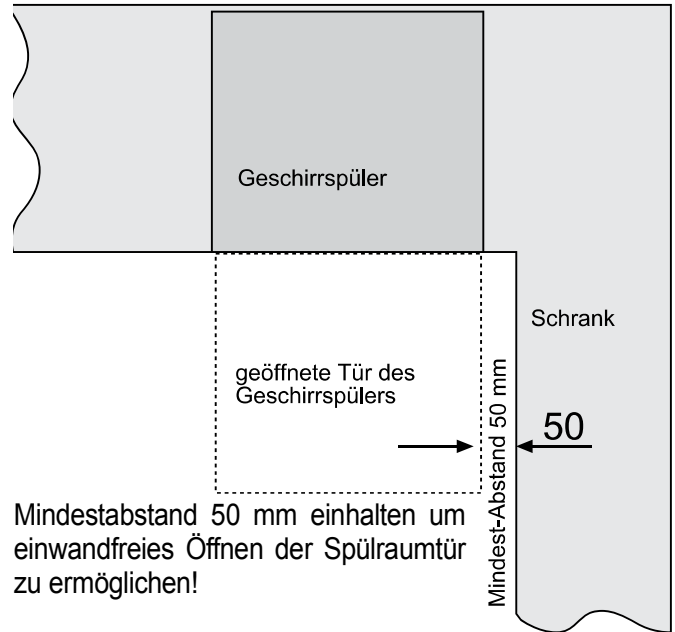 Geschirrspüler
Schrank
geöffnete Tür des
Geschirrspülers
Mindest-Abstand 50 mm
50
Mindestabstand 50 mm einhalten um
einwandfreies Öffnen der Spülraumtür
zu ermöglichen!